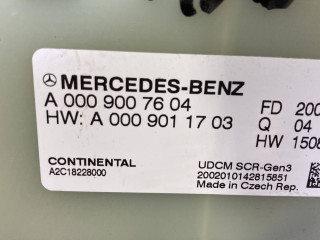 MERCEDES-BENZ
A 000 900 76 04 FD 200
HW: A 000 901 17 03 Q 04
HW 1508
CONTINENTAL UDCM SCR-Gen3
A2C18228000 2002010142815851
Made in Czech Rep.